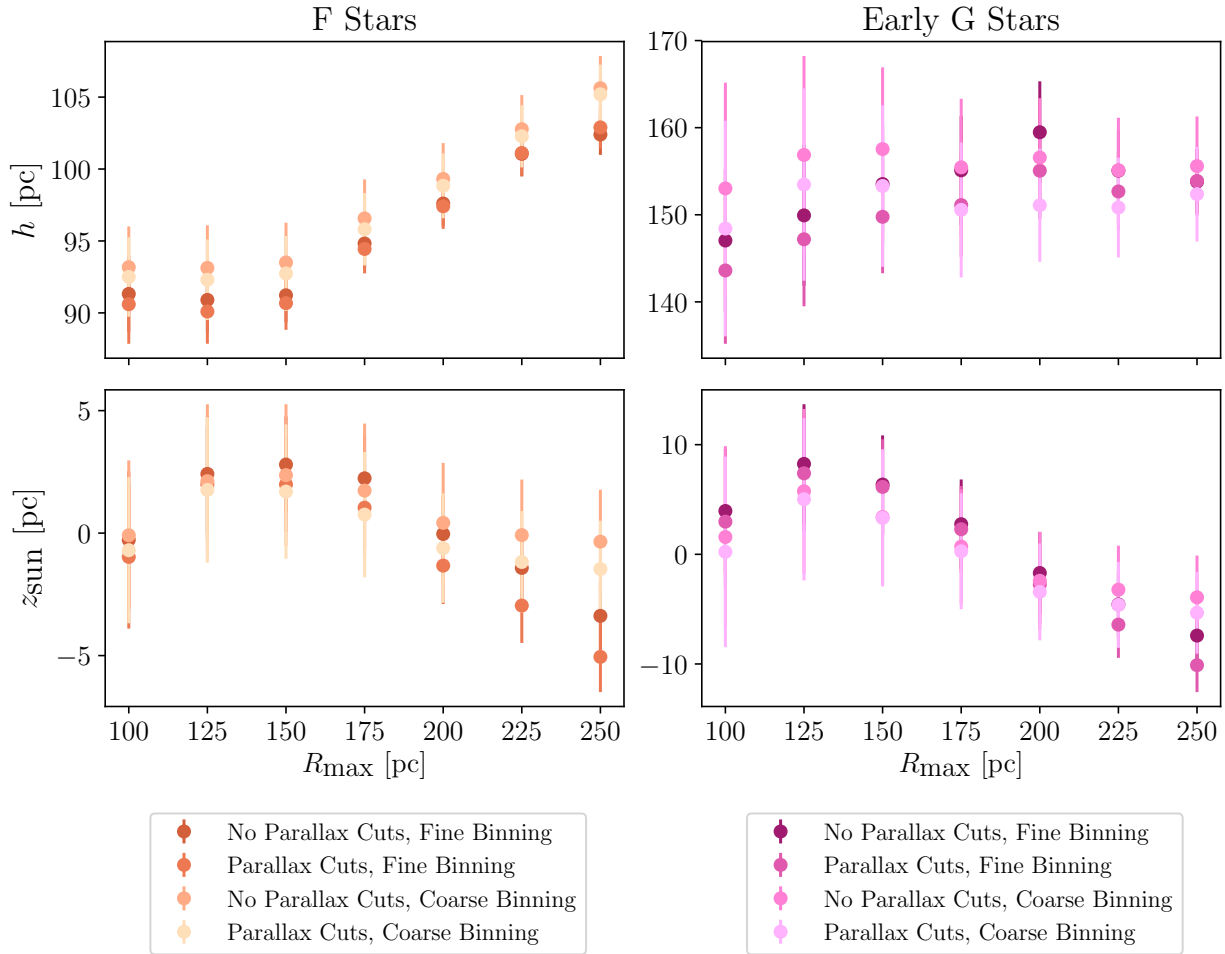 F Stars
Early G Stars
105
100
95
90
h [pc]
170
160
150
140
5
0
−5
z_sun [pc]
10
0
−10
100 125 150 175 200 225 250
R_max [pc]
100 125 150 175 200 225 250
R_max [pc]
No Parallax Cuts, Fine Binning
Parallax Cuts, Fine Binning
No Parallax Cuts, Coarse Binning
Parallax Cuts, Coarse Binning
No Parallax Cuts, Fine Binning
Parallax Cuts, Fine Binning
No Parallax Cuts, Coarse Binning
Parallax Cuts, Coarse Binning